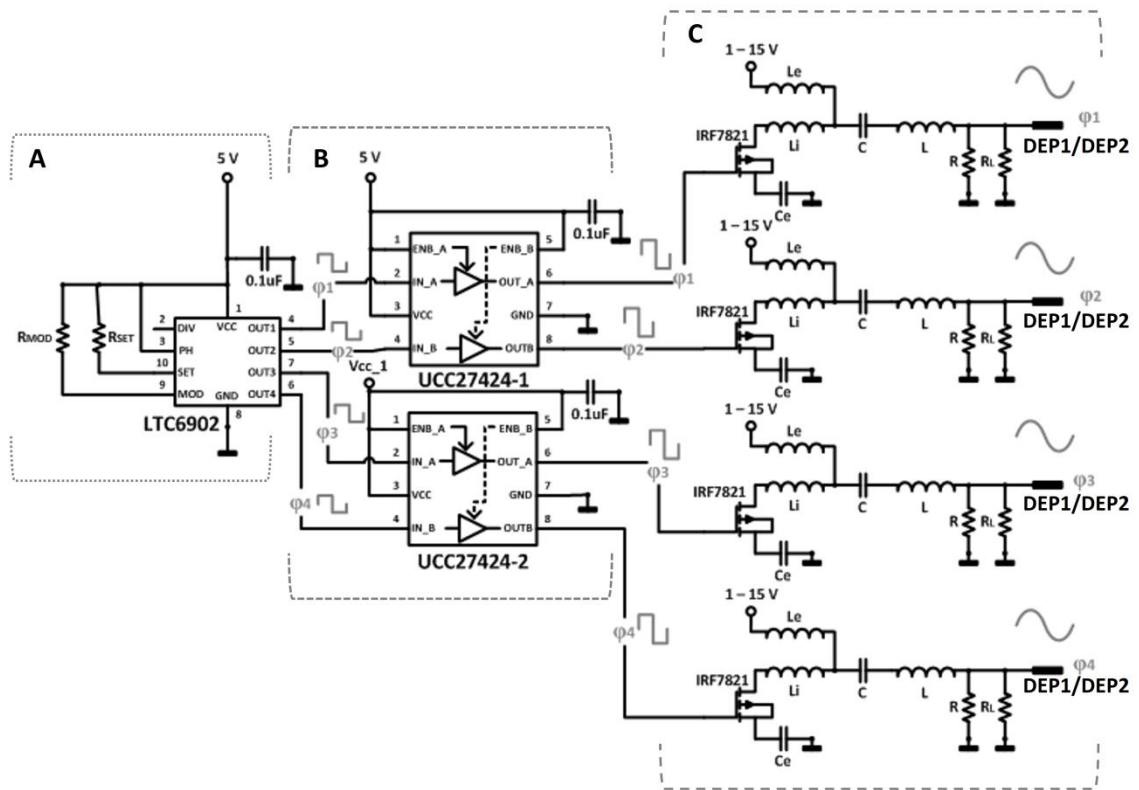 A
5 V
0.1uF
RMOD
RSET
2 DIV
3 PH
10 SET
9 MOD
1
VCC
GND
8
OUT1 4
OUT2 5
OUT3 7
OUT4 6
LTC6902
φ1
φ2
φ3
φ4
B
5 V
0.1uF
1 ENB_A
2 IN_A
3 VCC
4 IN_B
ENB_B 5
OUT_A 6
GND 7
OUTB 8
UCC27424-1
φ1
φ2
Vcc_1
0.1uF
1 ENB_A
2 IN_A
3 VCC
4 IN_B
ENB_B 5
OUT_A 6
GND 7
OUTB 8
UCC27424-2
φ3
φ4
C
1 – 15 V
Le
IRF7821
Li
C
L
R
RL
Ce
φ1
DEP1/DEP2
1 – 15 V
Le
IRF7821
Li
C
L
R
RL
Ce
φ2
DEP1/DEP2
1 – 15 V
Le
IRF7821
Li
C
L
R
RL
Ce
φ3
DEP1/DEP2
1 – 15 V
Le
IRF7821
Li
C
L
R
RL
Ce
φ4
DEP1/DEP2